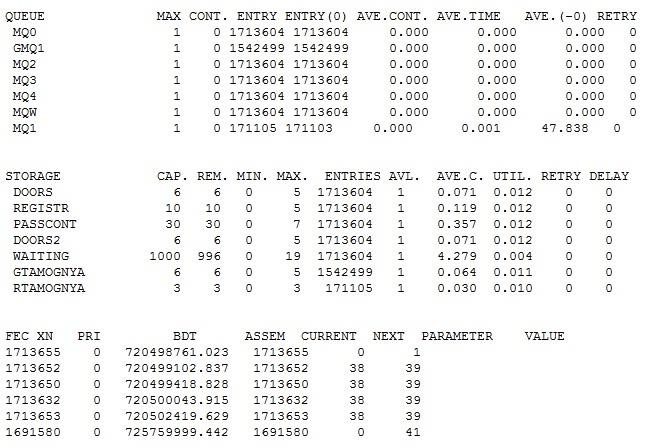 QUEUE MAX CONT. ENTRY ENTRY(0) AVE.CONT. AVE.TIME AVE.(-0) RETRY
MQ0 1 0 1713604 1713604 0.000 0.000 0.000 0
GMQ1 1 0 1542499 1542499 0.000 0.000 0.000 0
MQ2 1 0 1713604 1713604 0.000 0.000 0.000 0
MQ3 1 0 1713604 1713604 0.000 0.000 0.000 0
MQ4 1 0 1713604 1713604 0.000 0.000 0.000 0
MQW 1 0 1713604 1713604 0.000 0.000 0.000 0
MQ1 1 0 171105 171103 0.000 0.001 47.838 0
STORAGE CAP. REM. MIN. MAX. ENTRIES AVL. AVE.C. UTIL. RETRY DELAY
DOORS 6 6 0 5 1713604 1 0.071 0.012 0 0
REGISTR 10 10 0 5 1713604 1 0.119 0.012 0 0
PASSCONT 30 30 0 7 1713604 1 0.357 0.012 0 0
DOORS2 6 6 0 5 1713604 1 0.071 0.012 0 0
WAITING 1000 996 0 19 1713604 1 4.279 0.004 0 0
GTAMOGNYA 6 6 0 5 1542499 1 0.064 0.011 0 0
RTAMOGNYA 3 3 0 3 171105 1 0.030 0.010 0 0
FEC XN PRI BDT ASSEM CURRENT NEXT PARAMETER VALUE
1713655 0 720498761.023 1713655 0 1
1713652 0 720499102.837 1713652 38 39
1713650 0 720499418.828 1713650 38 39
1713632 0 720500043.915 1713632 38 39
1713653 0 720502419.629 1713653 38 39
1691580 0 725759999.442 1691580 0 41